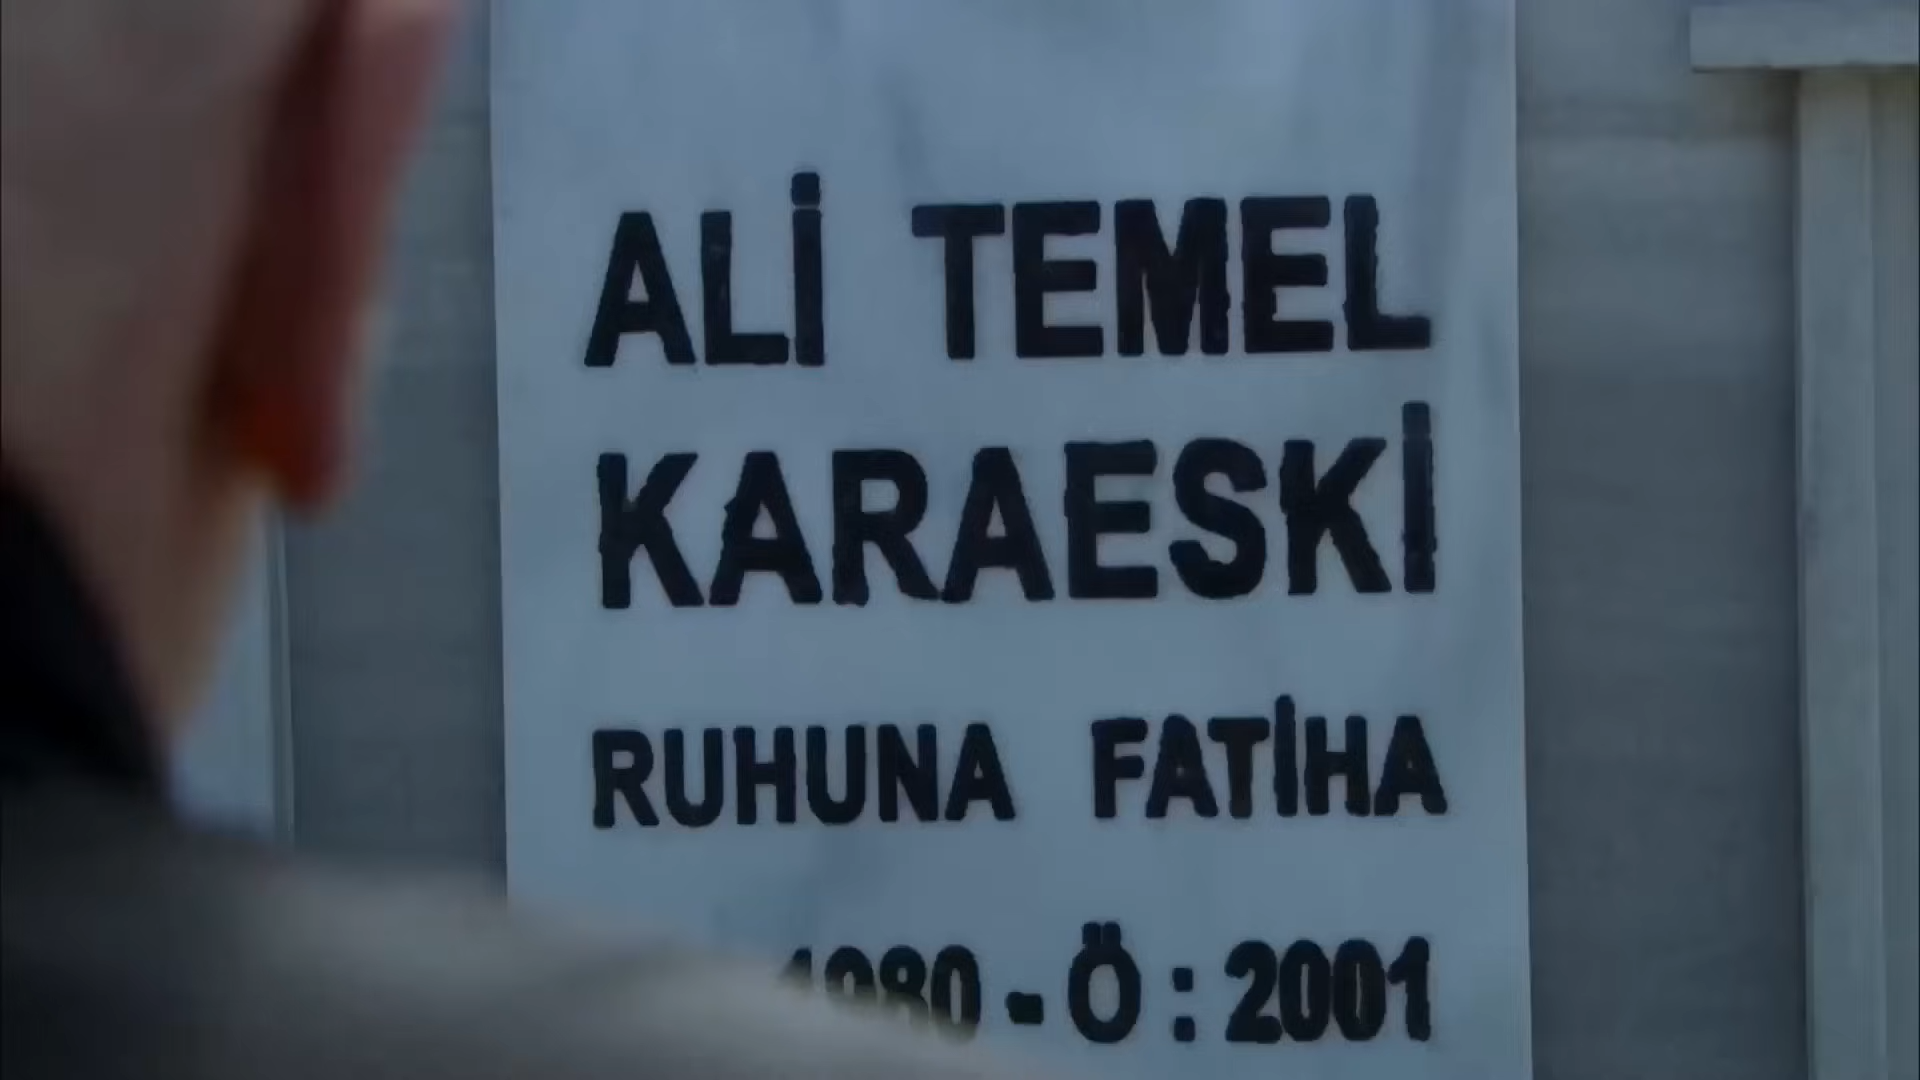 ALİ TEMEL
KARAESKİ
RUHUNA FATİHA
1980 - Ö : 2001